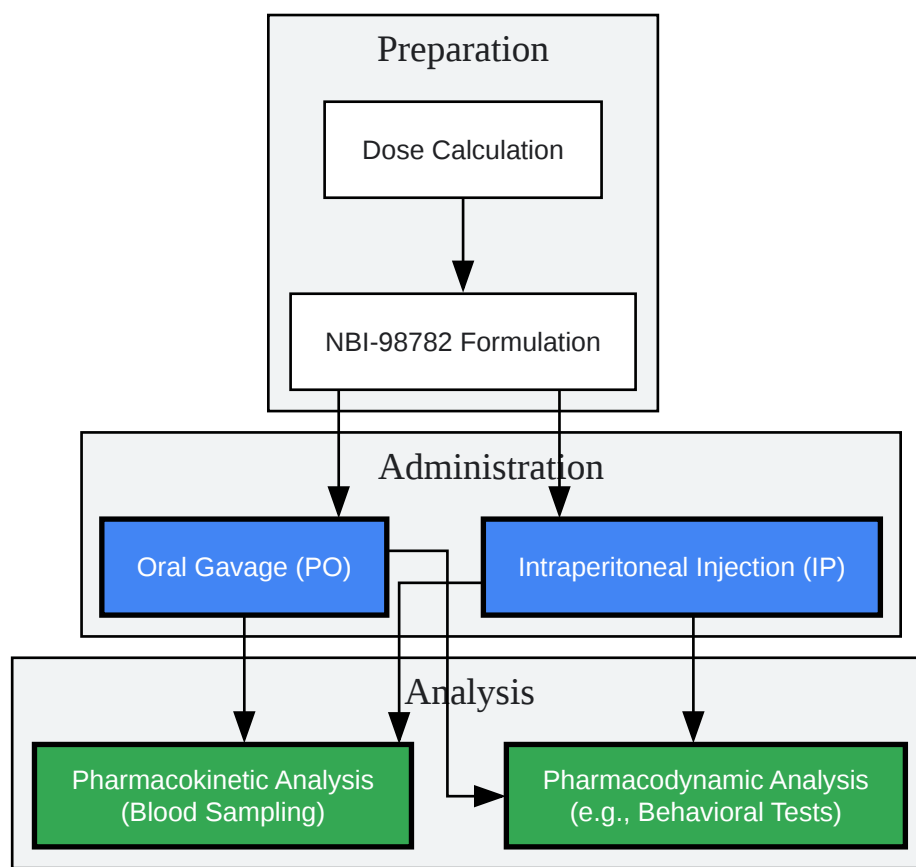 Preparation
Dose Calculation
NBI-98782 Formulation
Administration
Oral Gavage (PO)
Intraperitoneal Injection (IP)
Analysis
Pharmacokinetic Analysis
(Blood Sampling)
Pharmacodynamic Analysis
(e.g., Behavioral Tests)